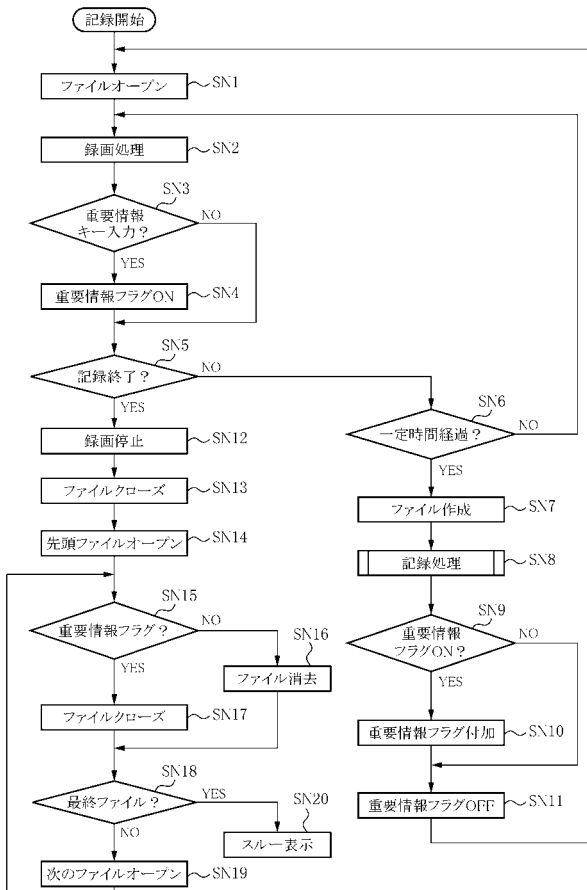 記録開始
ファイルオープン
SN1
録画処理
SN2
SN3
重要情報
キー入力?
NO
YES
重要情報フラグON
SN4
SN5
記録終了?
NO
YES
SN6
一定時間経過?
NO
YES
ファイル作成
SN7
記録処理
SN8
SN9
重要情報
フラグON?
NO
YES
重要情報フラグ付加
SN10
重要情報フラグOFF
SN11
録画停止
SN12
ファイルクローズ
SN13
先頭ファイルオープン
SN14
SN15
重要情報フラグ?
NO
YES
SN16
ファイル消去
ファイルクローズ
SN17
SN18
最終ファイル?
YES
NO
SN20
スルー表示
次のファイルオープン
SN19